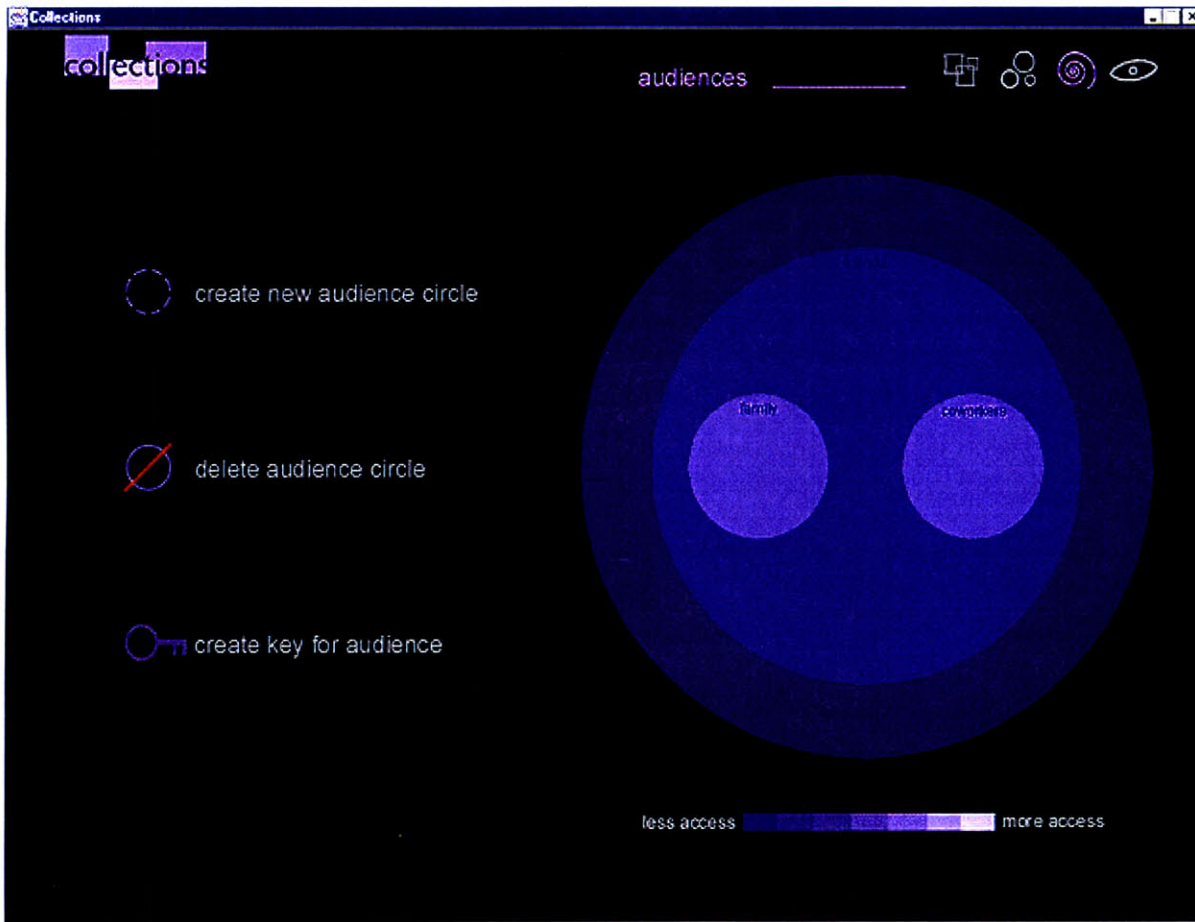 Collections
collections
audiences
create new audience circle
family
coworkers
delete audience circle
create key for audience
less access
more access